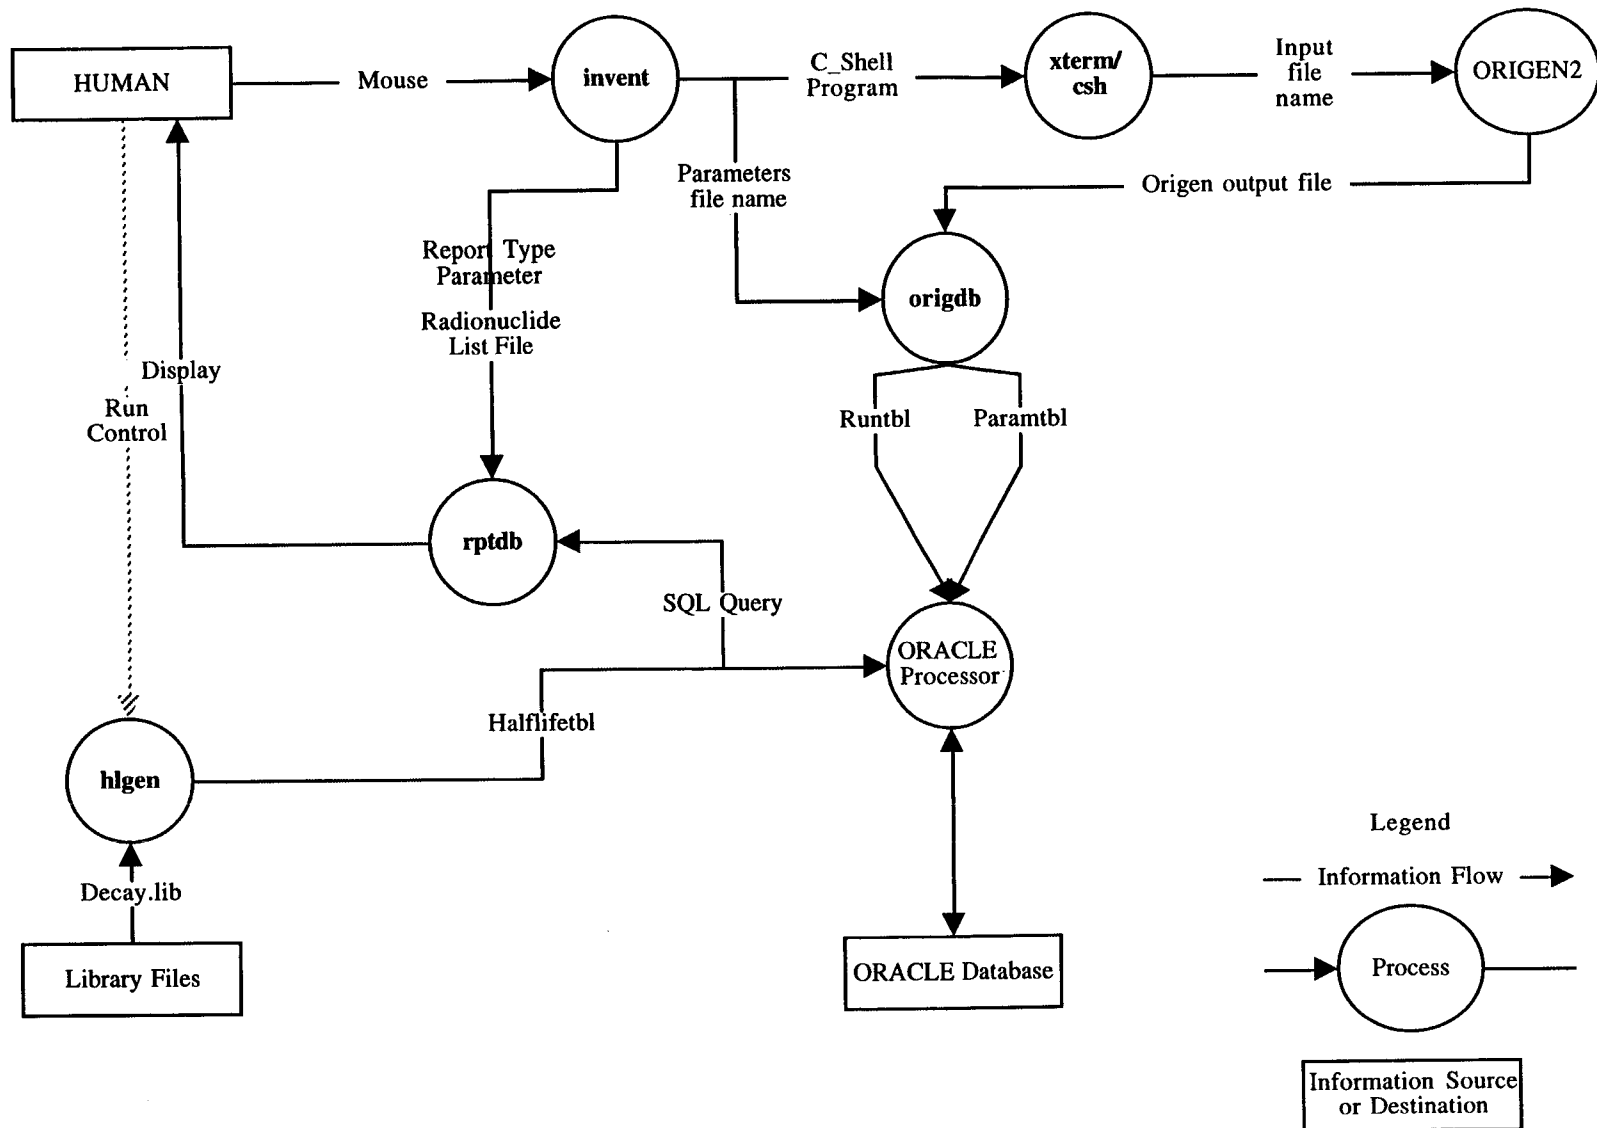 HUMAN
Mouse
invent
C_Shell
Program
xterm/
csh
Input
file
name
ORIGEN2
Parameters
file name
Origen output file
Report Type
Parameter
Radionuclide
List File
origdb
Display
Run
Control
Runtbl
Paramtbl
rptdb
SQL Query
ORACLE
Processor
Halflifetbl
hlgen
Decay.lib
Library Files
ORACLE Database
Legend
Information Flow
Process
Information Source
or Destination